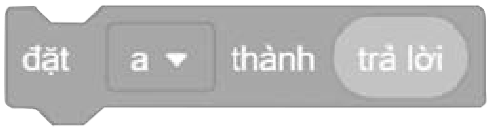 đặt a thành trả lời